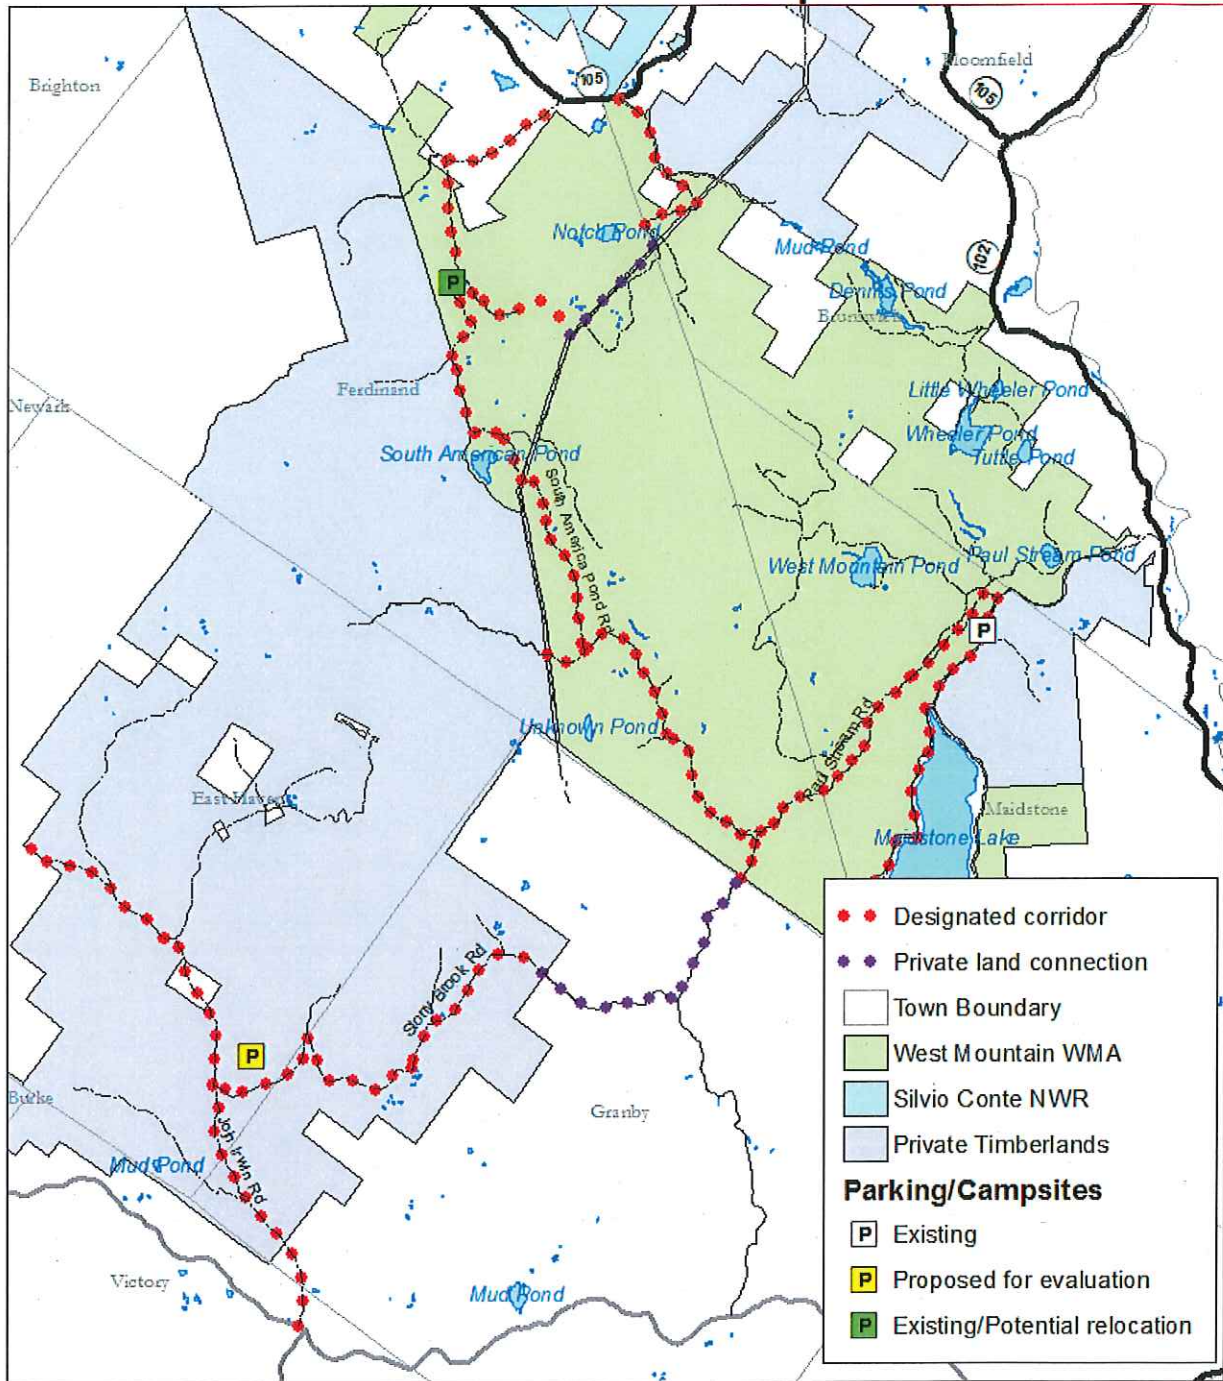 105
Bloomfield
Brighton
105
Notch Pond
Mud Pond
102
Dennis Pond
Brunswick
P
Ferdinand
Newark
Little Wheeler Pond
Wheeler Pond
Tuttle Pond
South American Pond
South America Pond Rd
Paul Stream Pond
West Mountain Pond
P
Unknown Pond
Paul Stream Rd
East Haven
Maidstone
Maidstone Lake
Stony Brook Rd
P
Burke
Granby
Mud Pond
John Irwin Rd
Victory
Mud Pond
Designated corridor
Private land connection
Town Boundary
West Mountain WMA
Silvio Conte NWR
Private Timberlands
Parking/Campsites
P Existing
P Proposed for evaluation
P Existing/Potential relocation